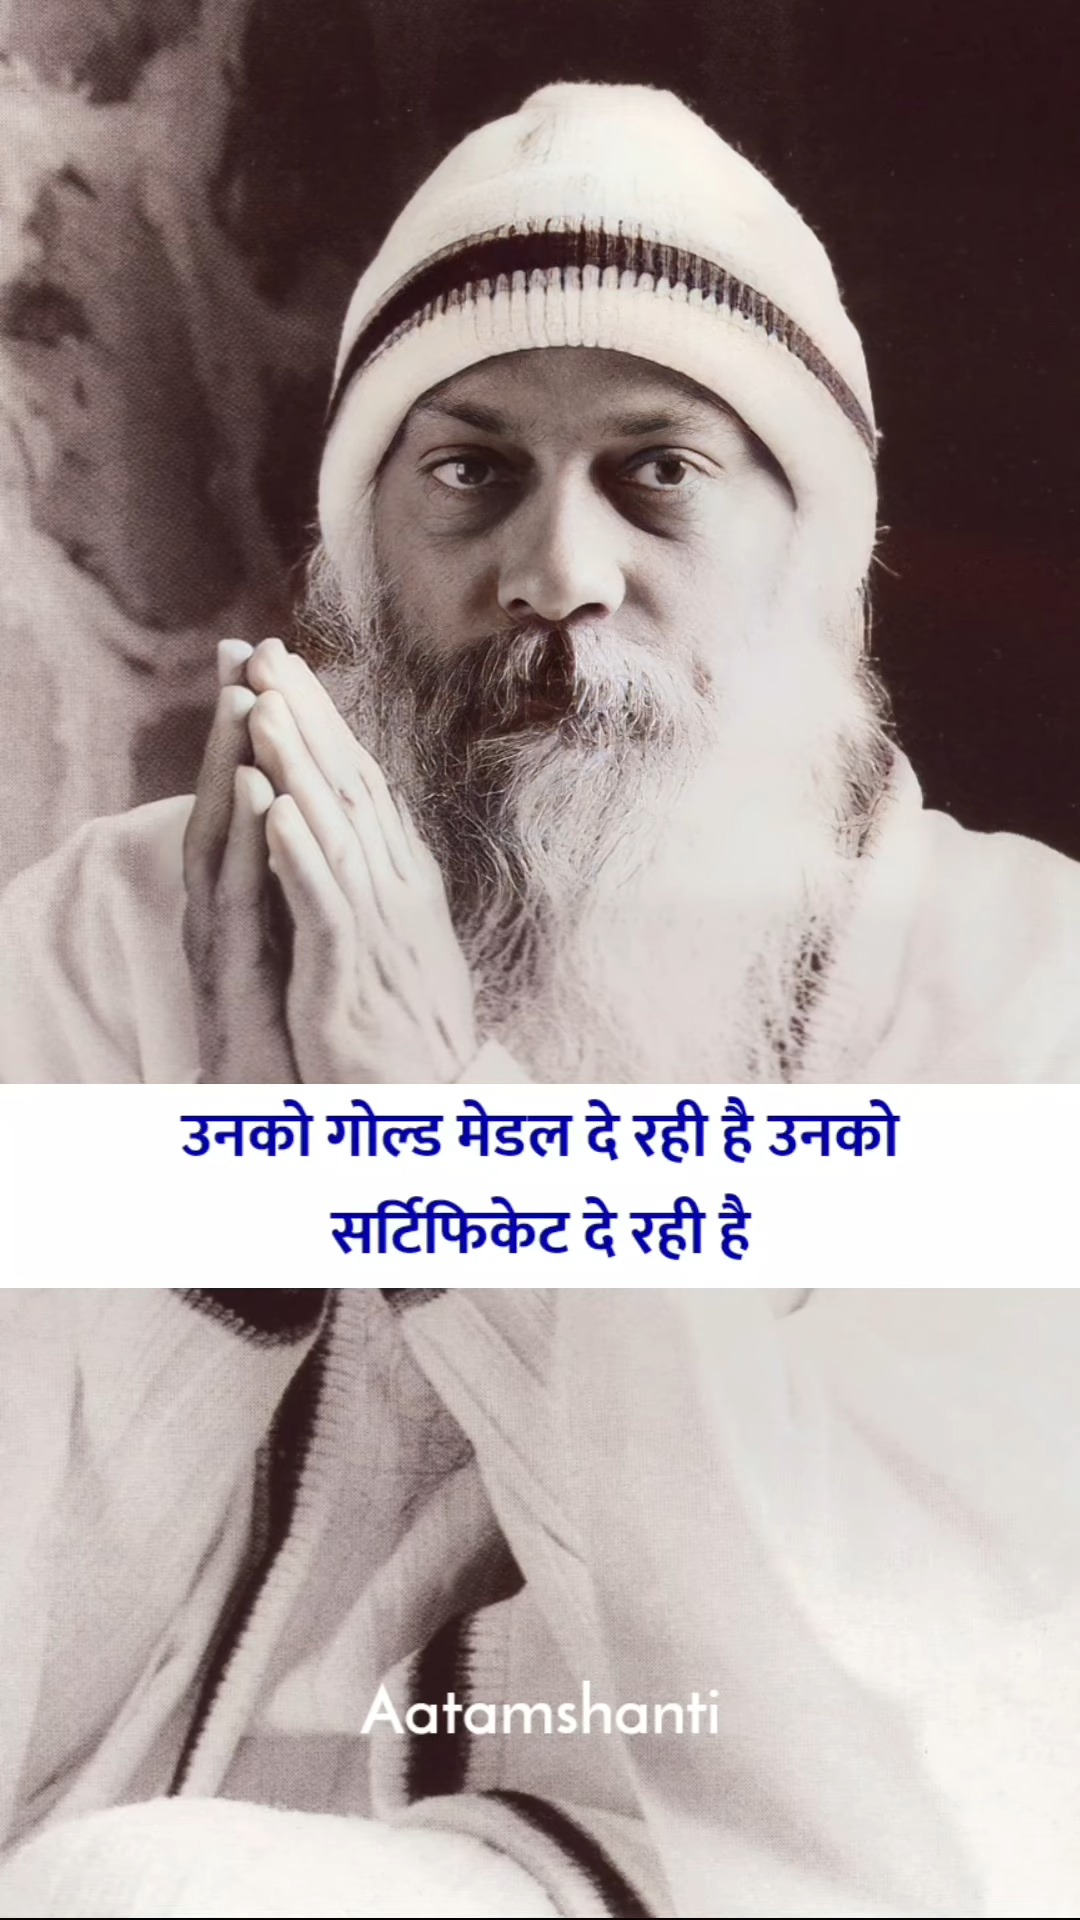 उनको गोल्ड मेडल दे रही है उनको
सर्टिफिकेट दे रही है
Aatamshanti